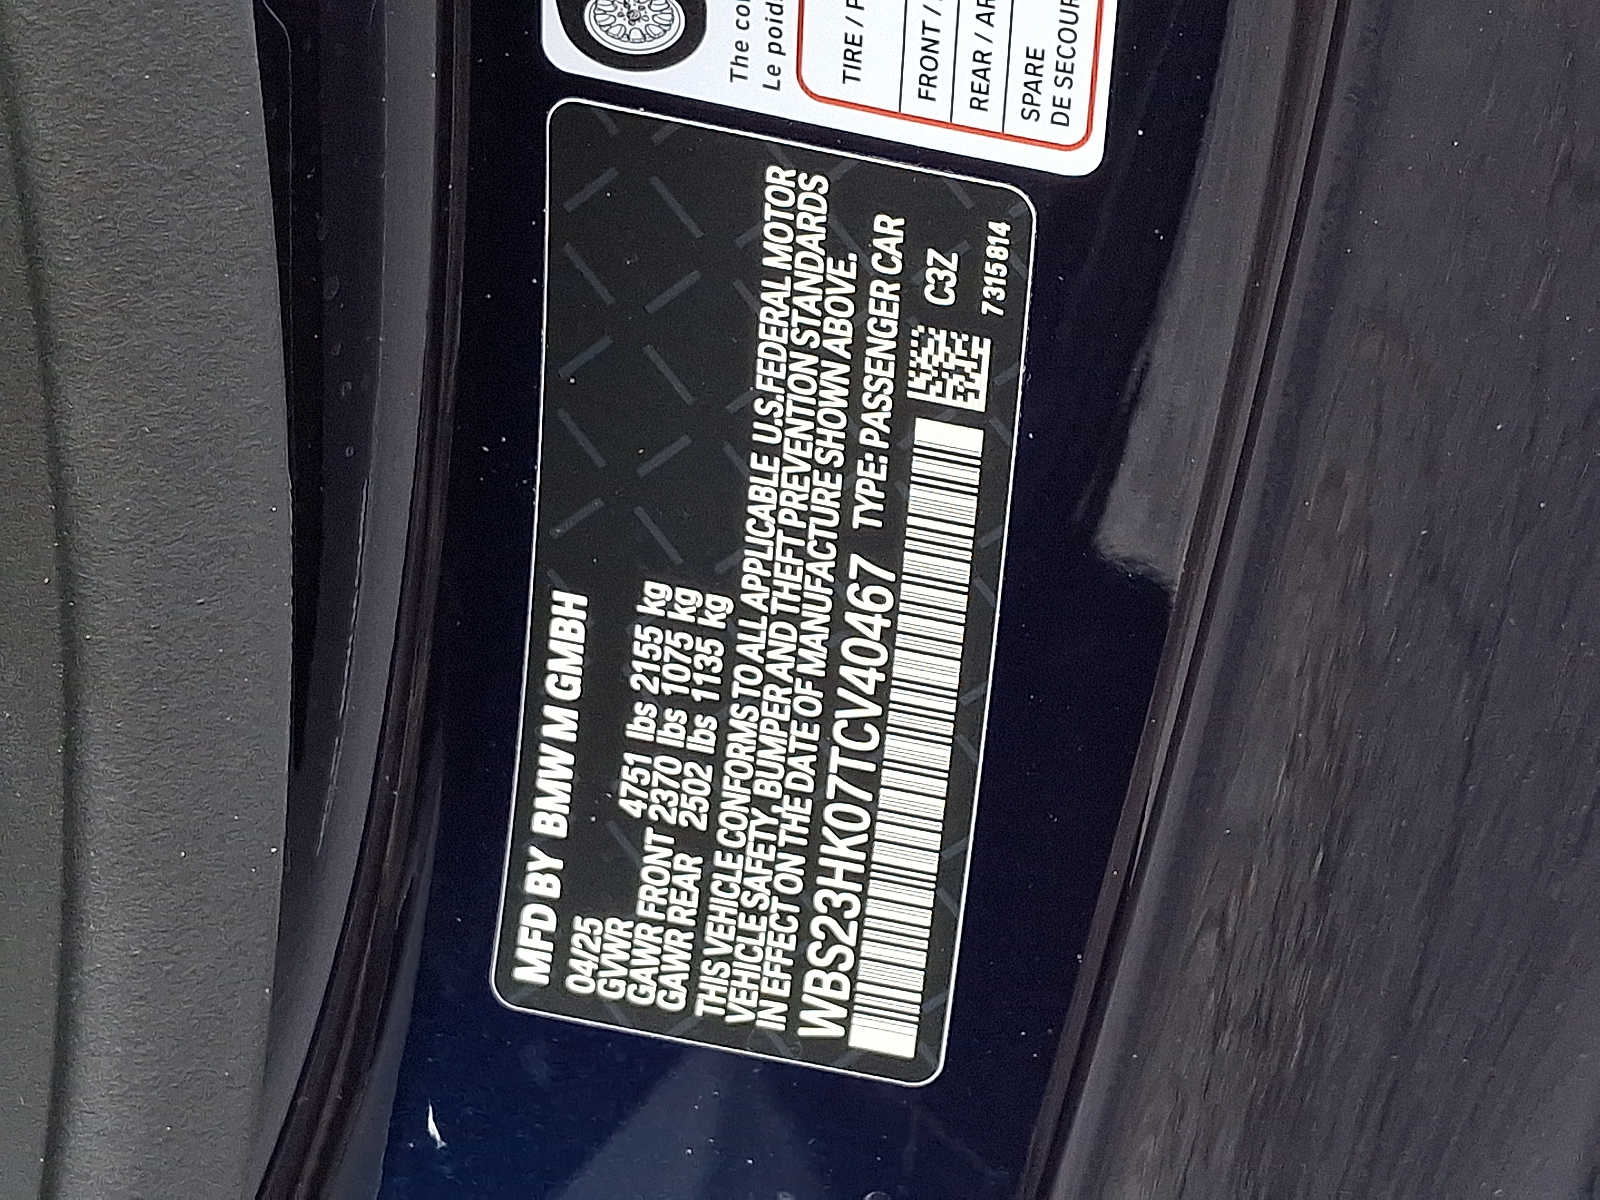 The co
Le poid
TIRE / P
FRONT /
REAR / AR
SPARE
DE SECOUR
MFD BY BMW M GMBH
04/25
GVWR 4751 lbs 2155 kg
GAWR FRONT 2370 lbs 1075 kg
GAWR REAR 2502 lbs 1135 kg
THIS VEHICLE CONFORMS TO ALL APPLICABLE U.S. FEDERAL MOTOR
VEHICLE SAFETY, BUMPER AND THEFT PREVENTION STANDARDS
IN EFFECT ON THE DATE OF MANUFACTURE SHOWN ABOVE.
WBS23HK07TCV40467 TYPE: PASSENGER CAR
C3Z
7315814